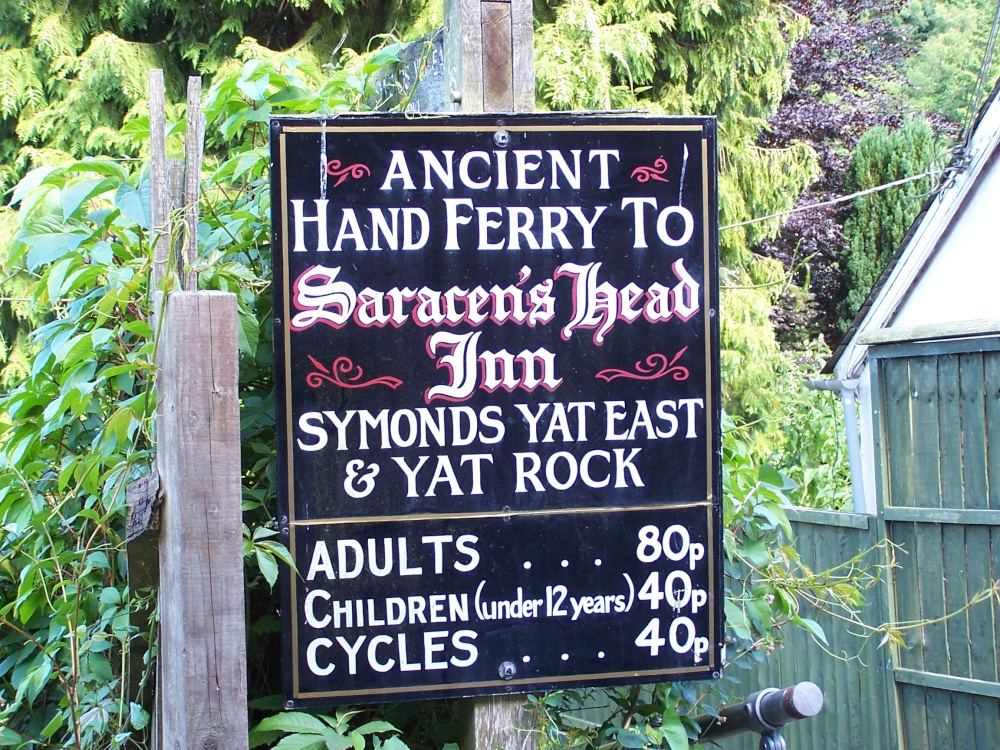 ANCIENT
HAND FERRY TO
Saracen's Head
Inn
SYMONDS YAT EAST
& YAT ROCK
ADULTS . . . 80p
CHILDREN (under 12 years) 40p
CYCLES . . . 40p